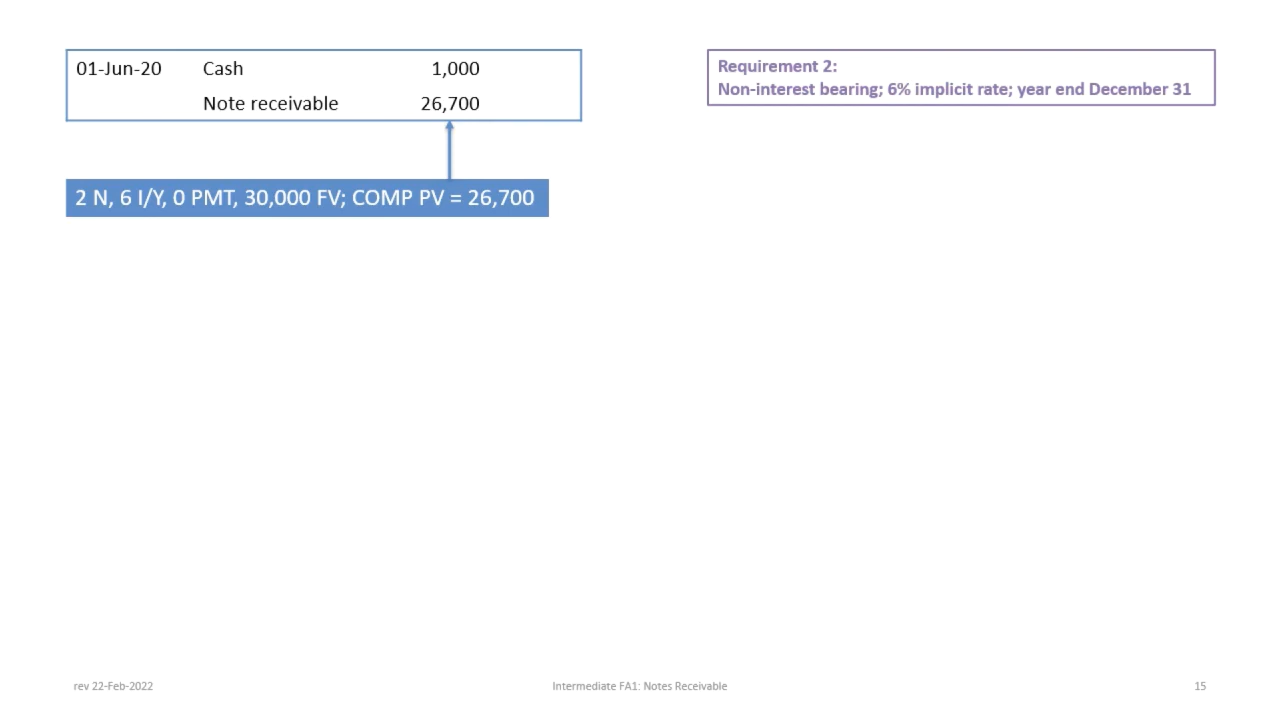 01-Jun-20 Cash 1,000
Note receivable 26,700
Requirement 2:
Non-interest bearing; 6% implicit rate; year end December 31
2 N, 6 I/Y, 0 PMT, 30,000 FV; COMP PV = 26,700
rev 22-Feb-2022 Intermediate FA1: Notes Receivable 15